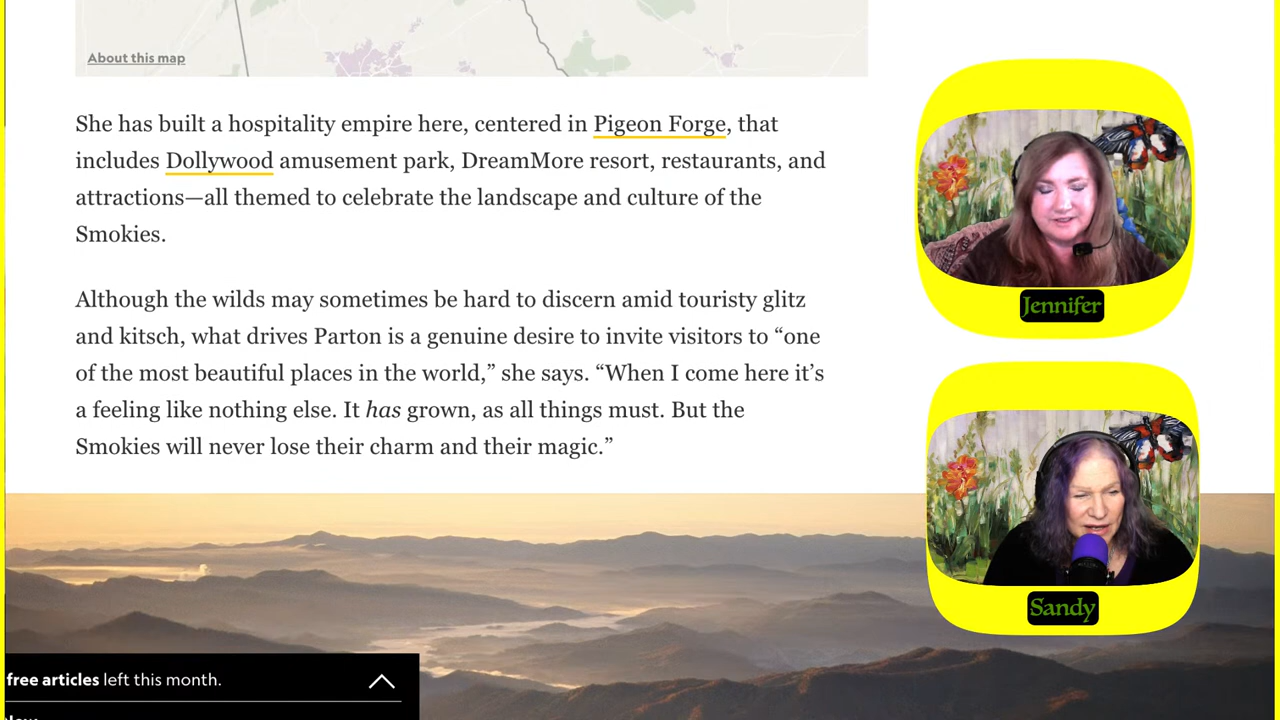 About this map
She has built a hospitality empire here, centered in Pigeon Forge, that
includes Dollywood amusement park, DreamMore resort, restaurants, and
attractions—all themed to celebrate the landscape and culture of the
Smokies.
Although the wilds may sometimes be hard to discern amid touristy glitz
and kitsch, what drives Parton is a genuine desire to invite visitors to “one
of the most beautiful places in the world,” she says. “When I come here it’s
a feeling like nothing else. It has grown, as all things must. But the
Smokies will never lose their charm and their magic.”
Jennifer
Sandy
free articles left this month.